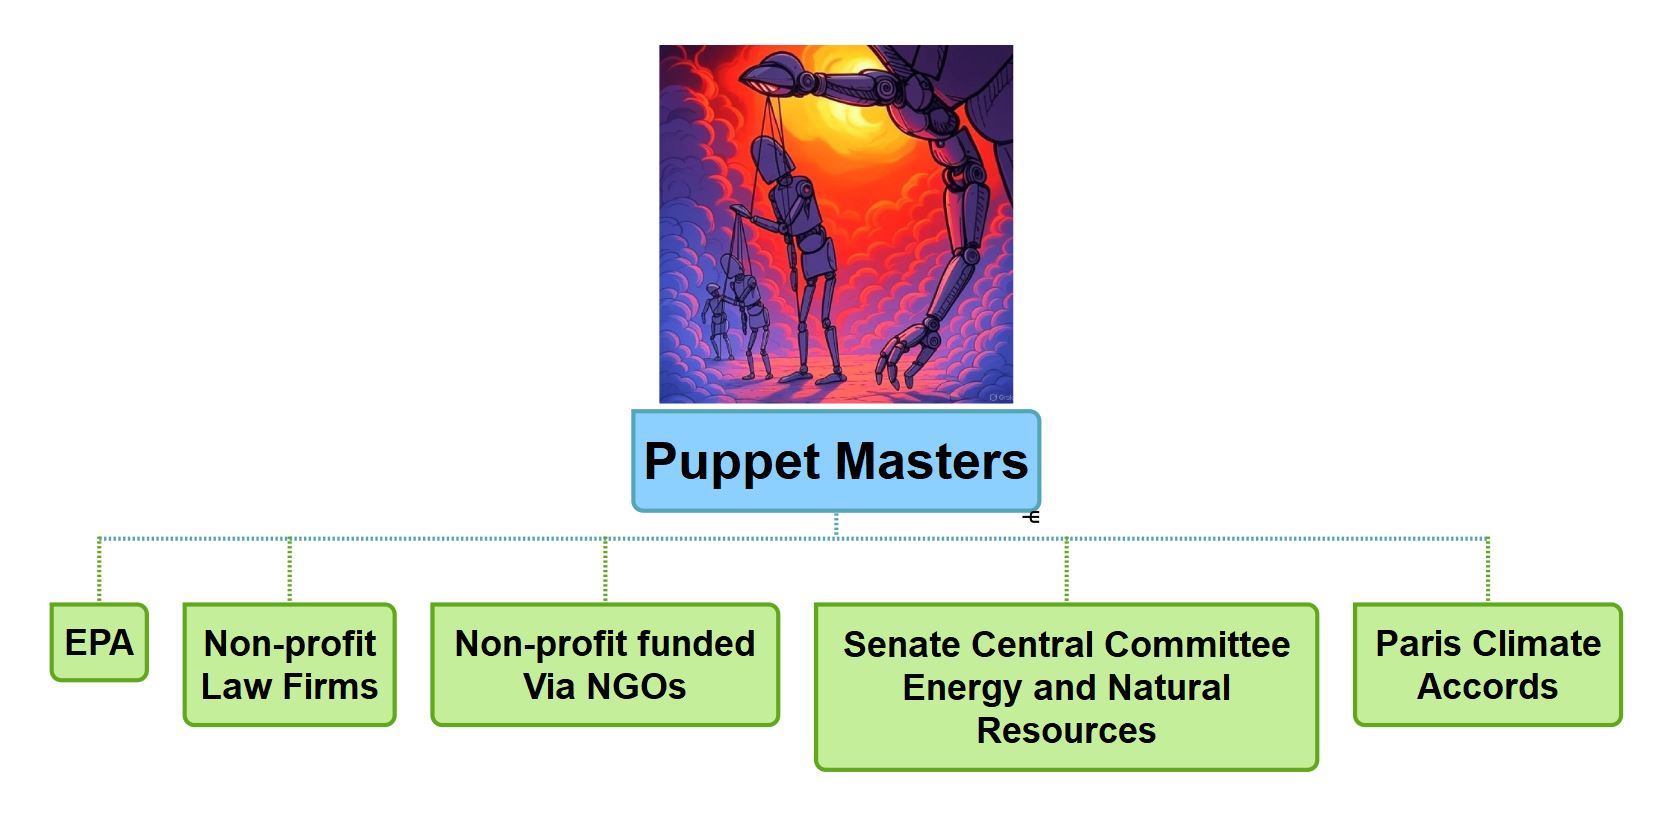 Puppet Masters
EPA
Non-profit
Law Firms
Non-profit funded
Via NGOs
Senate Central Committee
Energy and Natural
Resources
Paris Climate
Accords